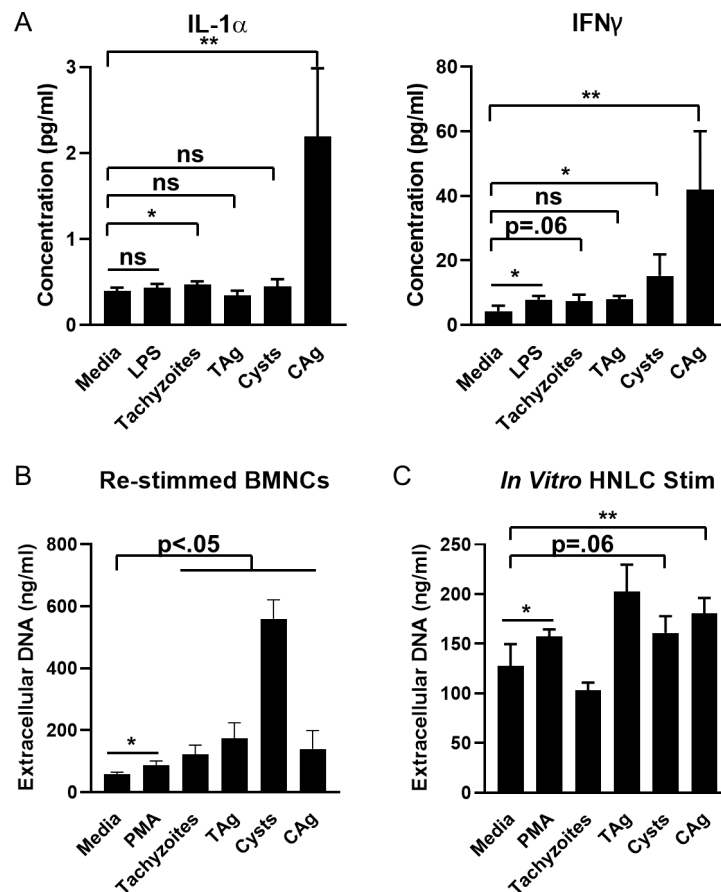 A
IL-1α
IFNγ
Concentration (pg/ml)
3
2
1
0
**
ns
ns
*
ns
Media
LPS
Tachyzoites
TAg
Cysts
CAg
Concentration (pg/ml)
80
60
40
20
0
**
*
ns
p=.06
*
Media
LPS
Tachyzoites
TAg
Cysts
CAg
B
Re-stimmed BMNCs
Extracellular DNA (ng/ml)
800
600
400
200
0
p<.05
*
Media
PMA
Tachyzoites
TAg
Cysts
CAg
C
In Vitro HNLC Stim
Extracellular DNA (ng/ml)
250
200
150
100
50
0
**
p=.06
*
Media
PMA
Tachyzoites
TAg
Cysts
CAg